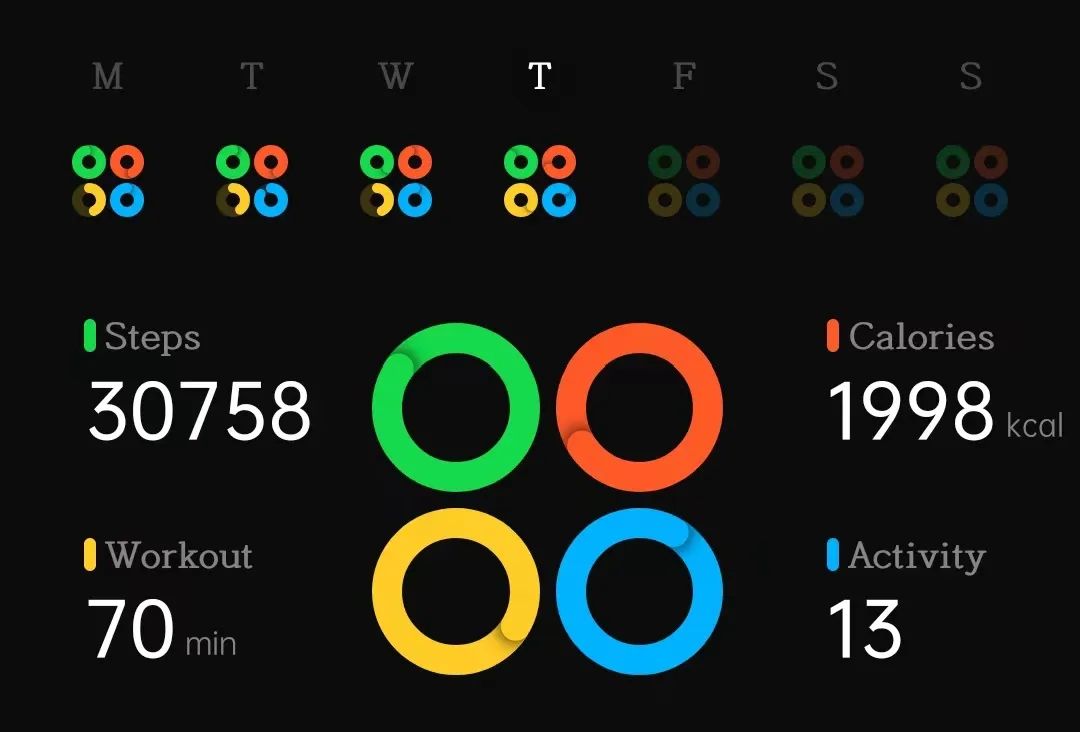 M T W T F S S
Steps
30758
Calories
1998 kcal
Workout
70 min
Activity
13